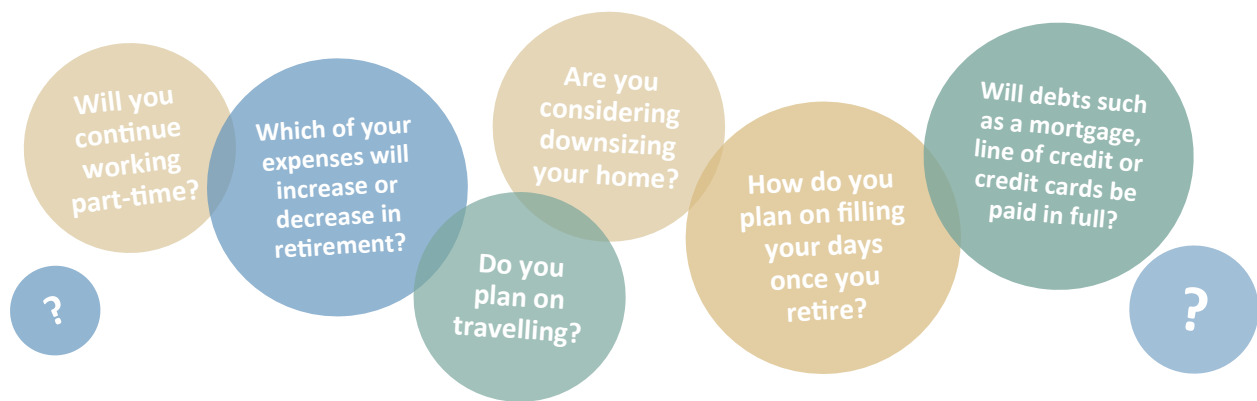 Will you
continue
working
part-time?
Which of your
expenses will
increase or
decrease in
retirement?
Are you
considering
downsizing
your home?
Do you
plan on
travelling?
How do you
plan on filling
your days
once you
retire?
Will debts such
as a mortgage,
line of credit or
credit cards be
paid in full?
?
?